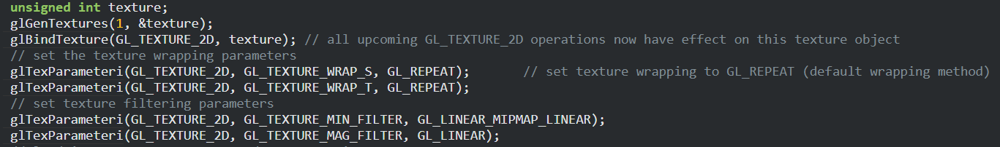 unsigned int texture;
glGenTextures(1, &texture);
glBindTexture(GL_TEXTURE_2D, texture); // all upcoming GL_TEXTURE_2D operations now have effect on this texture object
// set the texture wrapping parameters
glTexParameteri(GL_TEXTURE_2D, GL_TEXTURE_WRAP_S, GL_REPEAT);       // set texture wrapping to GL_REPEAT (default wrapping method)
glTexParameteri(GL_TEXTURE_2D, GL_TEXTURE_WRAP_T, GL_REPEAT);
// set texture filtering parameters
glTexParameteri(GL_TEXTURE_2D, GL_TEXTURE_MIN_FILTER, GL_LINEAR_MIPMAP_LINEAR);
glTexParameteri(GL_TEXTURE_2D, GL_TEXTURE_MAG_FILTER, GL_LINEAR);